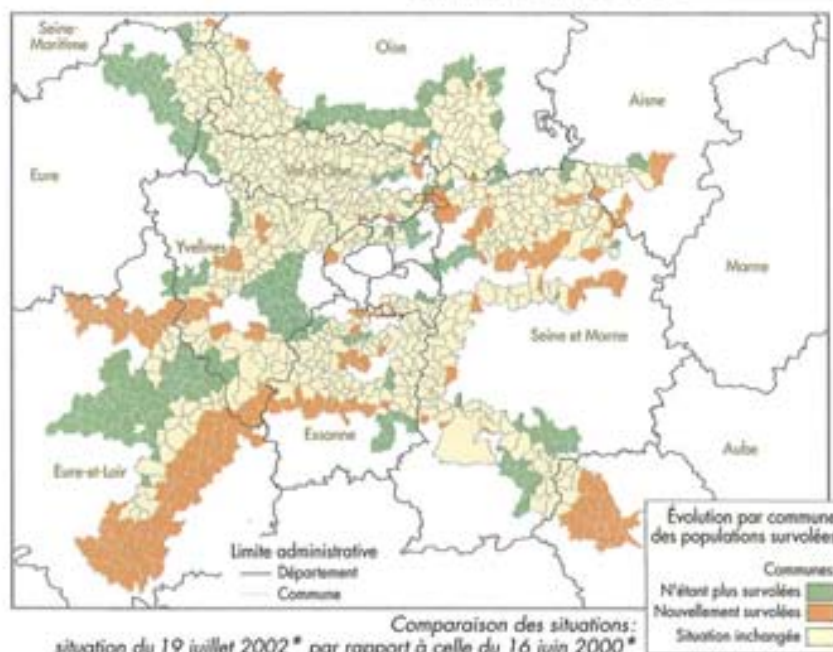 Seine-
Maritime
Oise
Aisne
Eure
Val d'Oise
Yvelines
Marne
Seine et Marne
Essonne
Aube
Eure-et-Loir
Limite administrative
Département
Commune
Évolution par commune
des populations survolées
Communes
N'étant plus survolées
Nouvellement survolées
Situation inchangée
Comparaison des situations:
situation du 19 juillet 2002* par rapport à celle du 16 juin 2000*